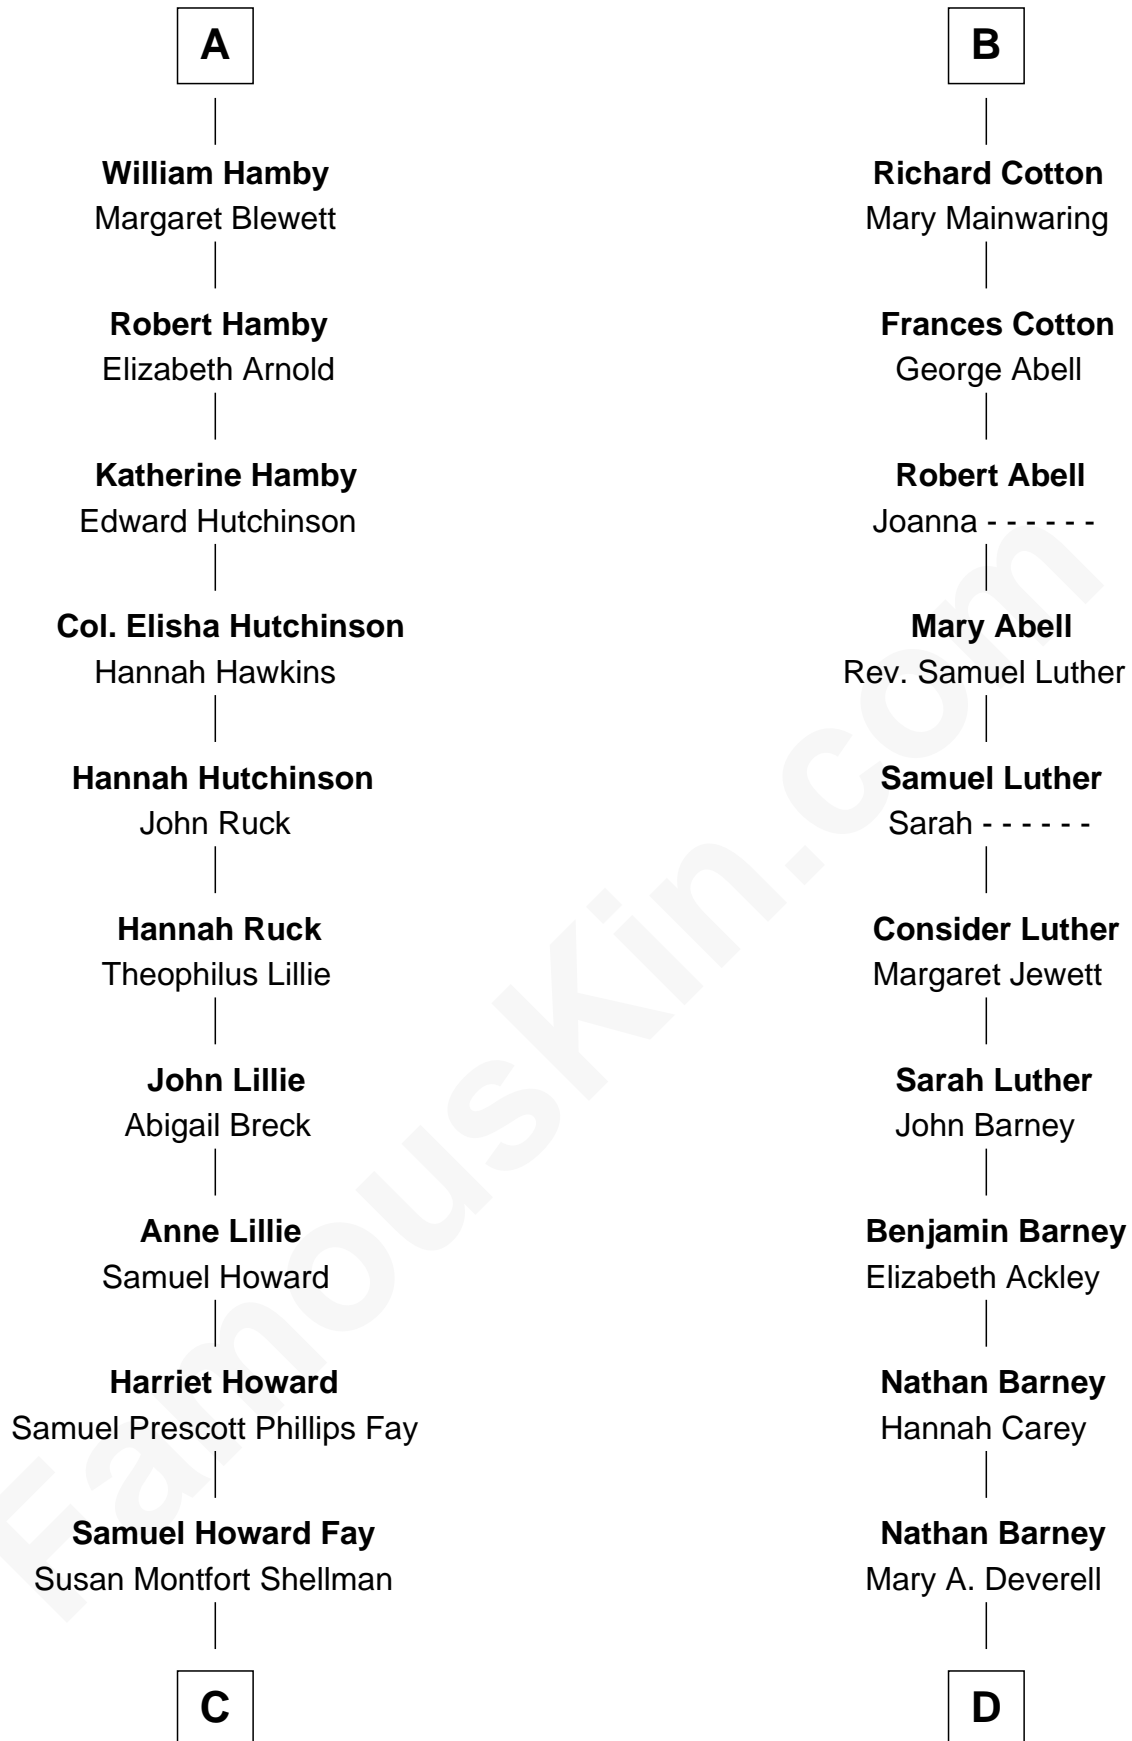 A
William Hamby
Margaret Blewett
Robert Hamby
Elizabeth Arnold
Katherine Hamby
Edward Hutchinson
Col. Elisha Hutchinson
Hannah Hawkins
Hannah Hutchinson
John Ruck
Hannah Ruck
Theophilus Lillie
John Lillie
Abigail Breck
Anne Lillie
Samuel Howard
Harriet Howard
Samuel Prescott Phillips Fay
Samuel Howard Fay
Susan Montfort Shellman
C
B
Richard Cotton
Mary Mainwaring
Frances Cotton
George Abell
Robert Abell
Joanna - - - - - -
Mary Abell
Rev. Samuel Luther
Samuel Luther
Sarah - - - - - -
Consider Luther
Margaret Jewett
Sarah Luther
John Barney
Benjamin Barney
Elizabeth Ackley
Nathan Barney
Hannah Carey
Nathan Barney
Mary A. Deverell
D
FamousKin.com